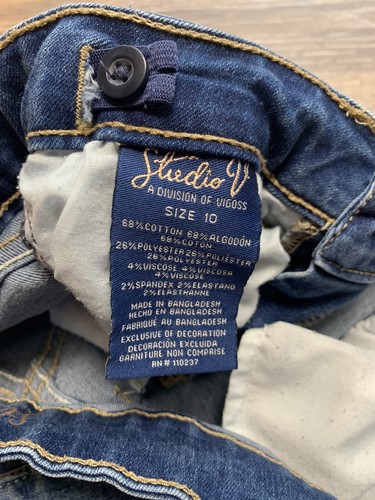 Studio V
A DIVISION OF VIGOSS
SIZE 10
68%COTTON 68%ALGODÓN
68%COTTON
26%POLYESTER 26%POLIESTER
26%POLYESTER
4%VISCOSE 4%VISCOSA
4%VISCOSE
2%SPANDEX 2%ELASTANO
2%ELASTHANNE
MADE IN BANGLADESH
HECHO EN BANGLADESH
FABRIQUÉ AU BANGLADESH
EXCLUSIVE OF DECORATION
DECORACIÓN EXCLUIDA
GARNITURE NON COMPRISE
RN# 110237